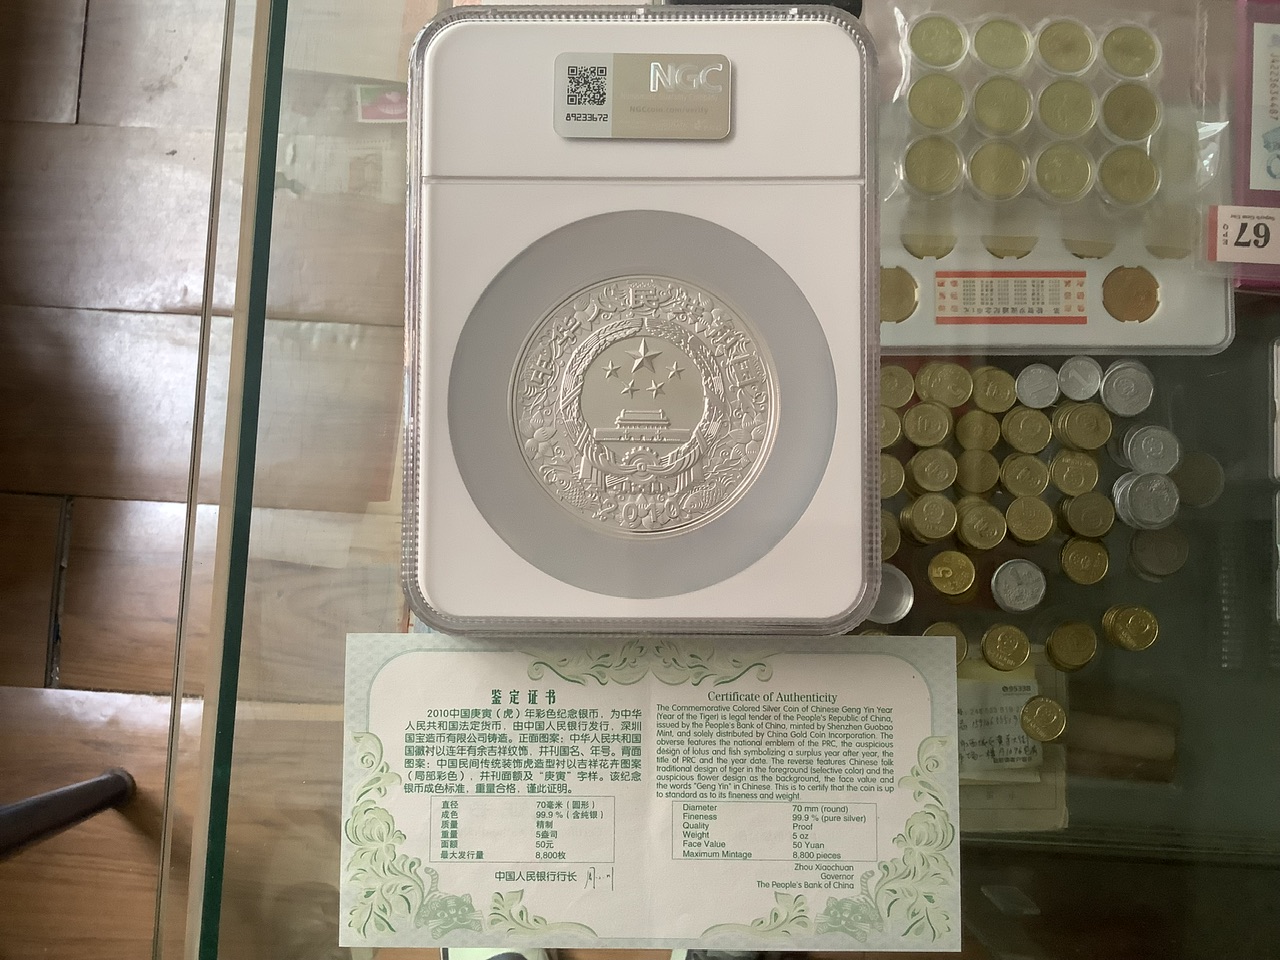 NGC
89233672
2010
67
鉴定证书
2010中国庚寅（虎）年彩色纪念银币，为中华
人民共和国法定货币，由中国人民银行发行，深圳
国宝造币有限公司铸造。正面图案：中华人民共和国
国徽衬以连年有余吉祥纹饰，并刊国名、年号。背面
图案：中国民间传统装饰虎造型衬以吉祥花卉图案
（局部彩色），并刊面额及“庚寅”字样。该纪念
银币成色标准，重量合格，谨此证明。
直径 70毫米（圆形）
成色 99.9％（含纯银）
质量 精制
重量 5盎司
面额 50元
最大发行量 8,800枚
中国人民银行行长
Certificate of Authenticity
The Commemorative Colored Silver Coin of Chinese Geng Yin Year
(Year of the Tiger) is legal tender of the People's Republic of China,
issued by the People's Bank of China, minted by Shenzhen Guobao
Mint, and solely distributed by China Gold Coin Incorporation. The
obverse features the national emblem of the PRC, the auspicious
design of lotus and fish symbolizing a surplus year after year, the
title of PRC and the year date. The reverse features Chinese folk
traditional design of tiger in the foreground (selective color) and the
auspicious flower design as the background, the face value and
the words "Geng Yin" in Chinese. This is to certify that the coin is up
to standard as to its fineness and weight.
Diameter 70 mm (round)
Fineness 99.9 % (pure silver)
Quality Proof
Weight 5 oz
Face Value 50 Yuan
Maximum Mintage 8,800 pieces
Zhou Xiaochuan
Governor
The People's Bank of China